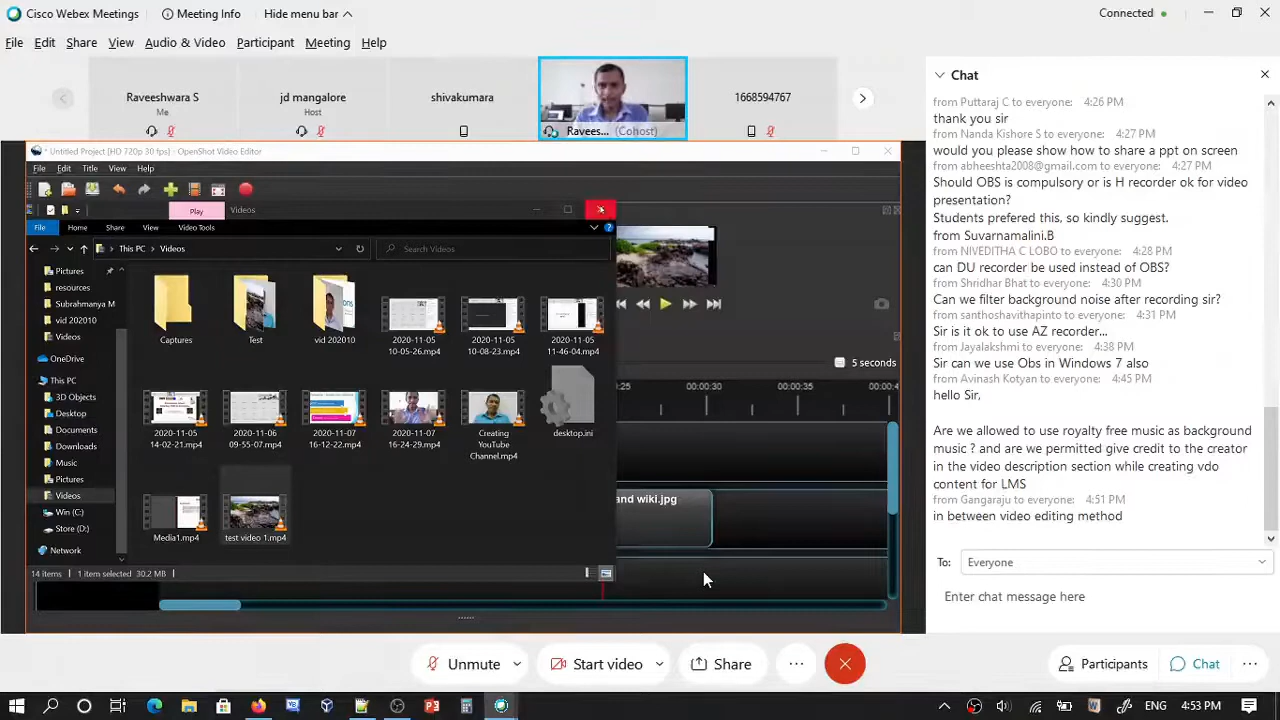 Cisco Webex Meetings
Meeting Info
Hide menu bar
Connected
File Edit Share View Audio & Video Participant Meeting Help
Raveeshwara S
Me
jd mangalore
Host
shivakumara
Ravees... (Cohost)
1668594767
* Untitled Project [HD 720p 30 fps] - OpenShot Video Editor
File Edit Title View Help
Play
Videos
File Home Share View Video Tools
This PC > Videos
Search Videos
Pictures
resources
Subrahmanya M
vid 202010
Videos
OneDrive
This PC
3D Objects
Desktop
Documents
Downloads
Music
Pictures
Videos
Win (C:)
Store (D:)
Network
Captures
Test
vid 202010
2020-11-05
10-05-26.mp4
2020-11-05
10-08-23.mp4
2020-11-05
11-46-04.mp4
2020-11-05
14-02-21.mp4
2020-11-06
09-55-07.mp4
2020-11-07
16-12-22.mp4
2020-11-07
16-24-29.mp4
Creating
YouTube
Channel.mp4
desktop.ini
Media1.mp4
test video 1.mp4
14 items
1 item selected 30.2 MB
5 seconds
:25
00:00:30
00:00:35
00:00:4
and wiki.jpg
Chat
from Puttaraj C to everyone: 4:26 PM
thank you sir
from Nanda Kishore S to everyone: 4:27 PM
would you please show how to share a ppt on screen
from abheeshta2008@gmail.com to everyone: 4:27 PM
Should OBS is compulsory or is H recorder ok for video
presentation?
Students prefered this, so kindly suggest.
from Suvarnamalini.B
from NIVEDITHA C LOBO to everyone: 4:28 PM
can DU recorder be used instead of OBS?
from Shridhar Bhat to everyone: 4:30 PM
Can we filter background noise after recording sir?
from santhoshavithapinto to everyone: 4:31 PM
Sir is it ok to use AZ recorder...
from Jayalakshmi to everyone: 4:38 PM
Sir can we use Obs in Windows 7 also
from Avinash Kotyan to everyone: 4:45 PM
hello Sir,
Are we allowed to use royalty free music as background
music ? and are we permitted give credit to the creator
in the video description section while creating vdo
content for LMS
from Gangaraju to everyone: 4:51 PM
in between video editing method
To: Everyone
Enter chat message here
Unmute
Start video
Share
Participants
Chat
ENG
4:53 PM